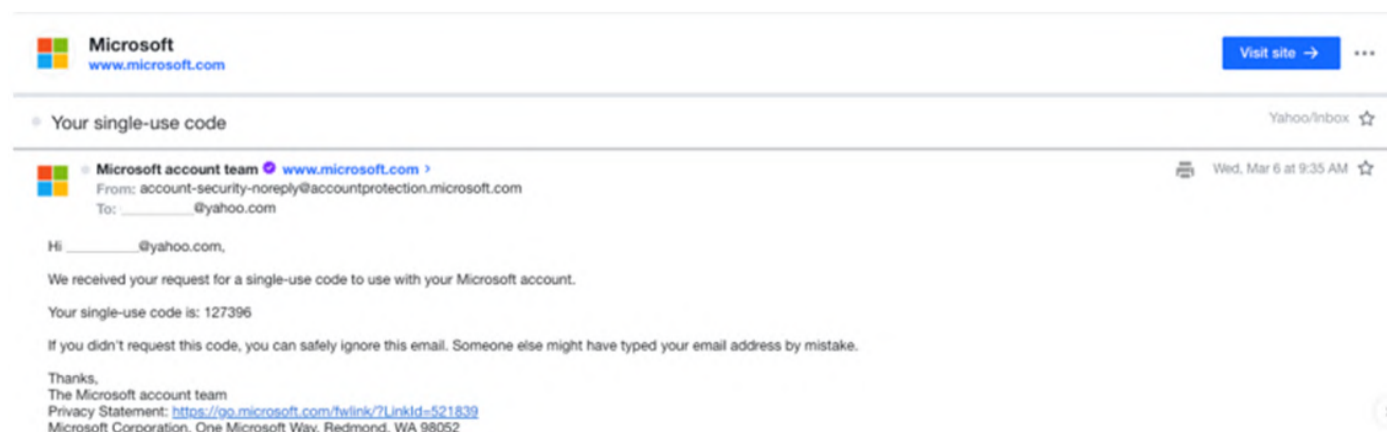 Microsoft
www.microsoft.com
Visit site →
Your single-use code
Yahoo/Inbox
Microsoft account team www.microsoft.com >
Wed, Mar 6 at 9:35 AM
From: account-security-noreply@accountprotection.microsoft.com
To: _________@yahoo.com
Hi _________@yahoo.com,
We received your request for a single-use code to use with your Microsoft account.
Your single-use code is: 127396
If you didn't request this code, you can safely ignore this email. Someone else might have typed your email address by mistake.
Thanks,
The Microsoft account team
Privacy Statement: https://go.microsoft.com/fwlink/?LinkId=521839
Microsoft Corporation, One Microsoft Way, Redmond, WA 98052